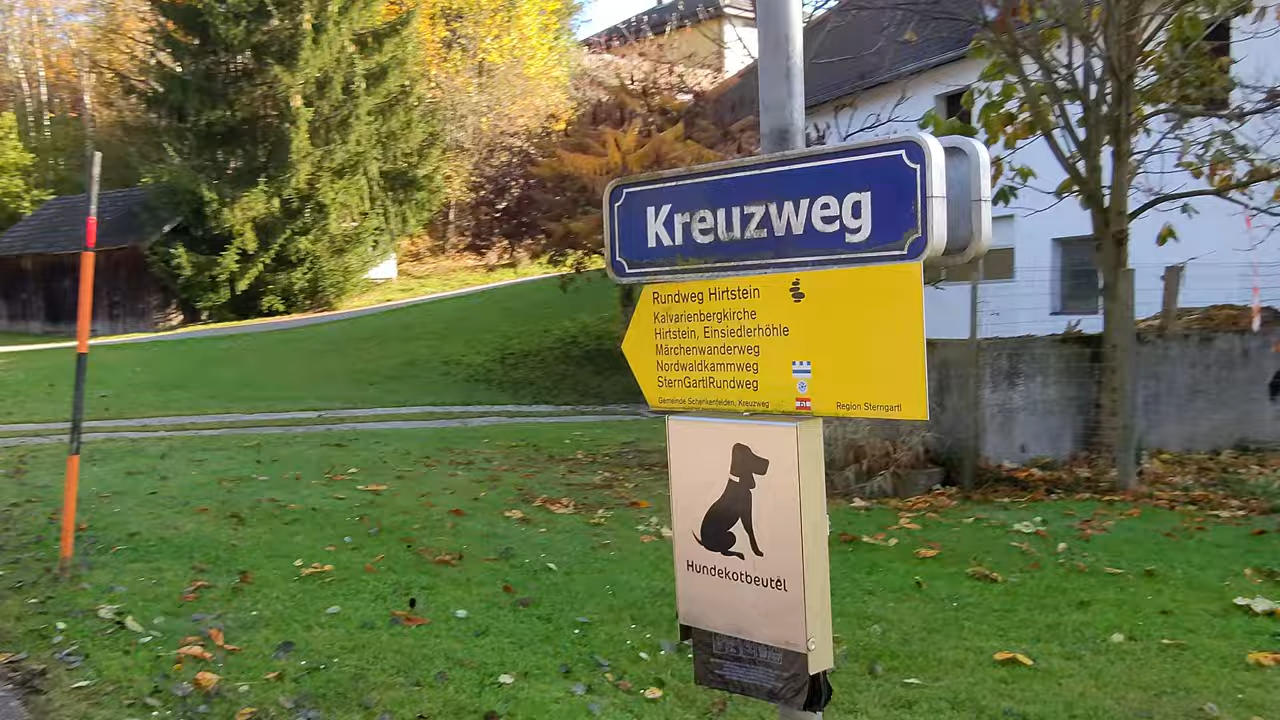 Kreuzweg
Rundweg Hirtstein
Kalvarienbergkirche
Hirtstein, Einsiedlerhöhle
Märchenwanderweg
Nordwaldkammweg
SternGartlRundweg
Gemeinde Schenkenfelden, Kreuzweg
Region Sterngartl
Hundekotbeutel